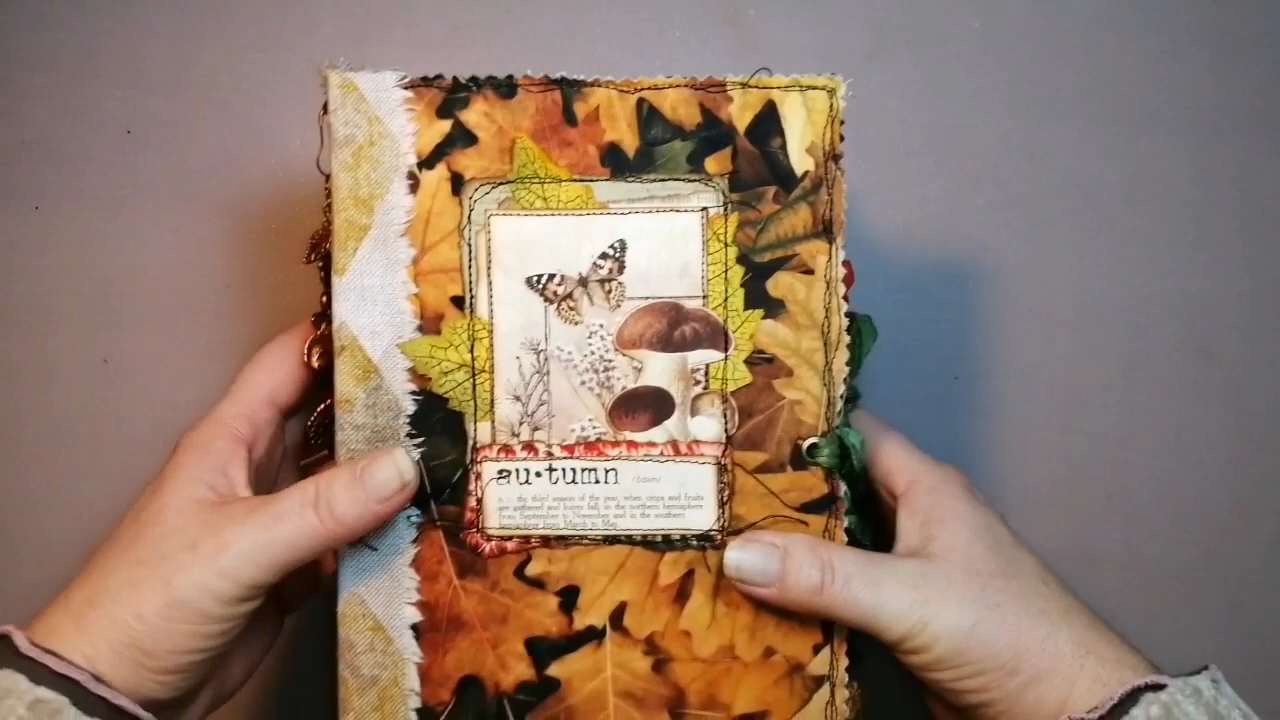 au•tumn /ɔ:təm/
n :: the third season of the year, when crops and fruits
are gathered and leaves fall, in the northern hemisphere
from September to November and in the southern
hemisphere from March to May.